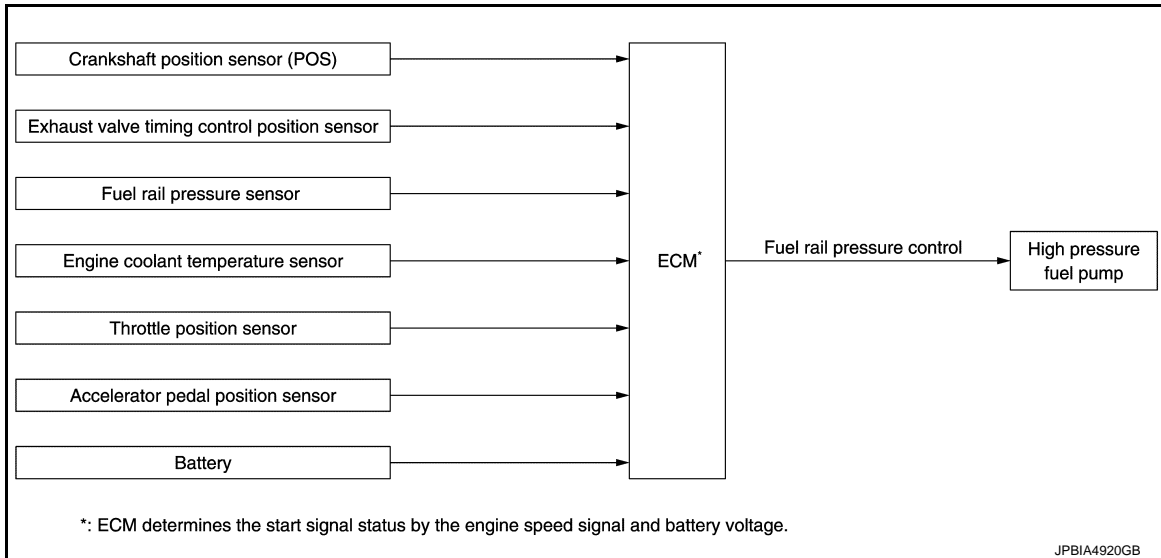 Crankshaft position sensor (POS)
Exhaust valve timing control position sensor
Fuel rail pressure sensor
Engine coolant temperature sensor
Throttle position sensor
Accelerator pedal position sensor
Battery
ECM*
Fuel rail pressure control
High pressure
fuel pump
*: ECM determines the start signal status by the engine speed signal and battery voltage.
JPBIA4920GB